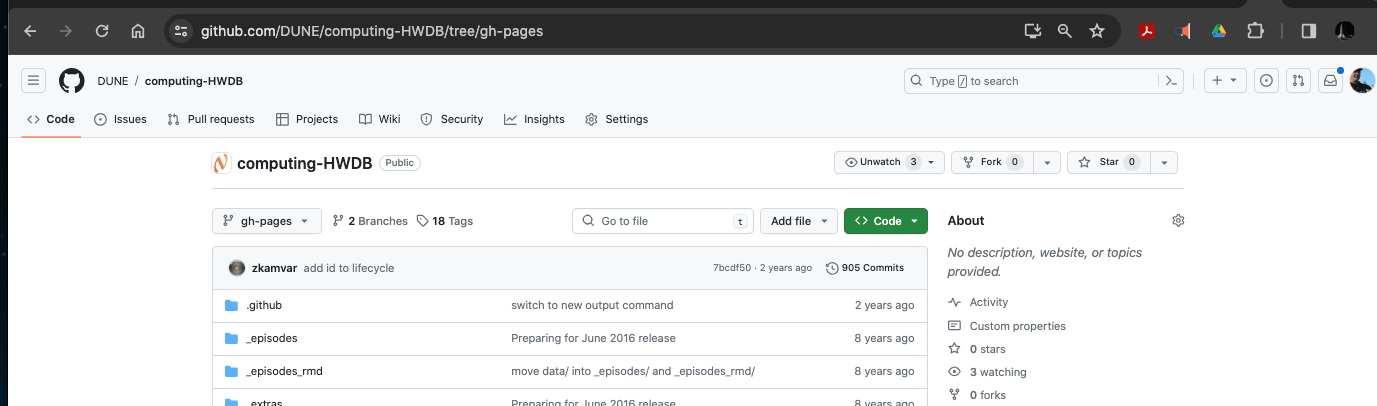 github.com/DUNE/computing-HWDB/tree/gh-pages
DUNE / computing-HWDB
Type / to search
Code Issues Pull requests Projects Wiki Security Insights Settings
computing-HWDB Public
Unwatch 3 Fork 0 Star 0
gh-pages 2 Branches 18 Tags Go to file t Add file Code
About
zkamvar add id to lifecycle 7bcdf50 · 2 years ago 905 Commits
No description, website, or topics
provided.
.github switch to new output command 2 years ago
Activity
_episodes Preparing for June 2016 release 8 years ago
Custom properties
0 stars
_episodes_rmd move data/ into _episodes/ and _episodes_rmd/ 8 years ago
3 watching
0 forks
_extras Preparing for June 2016 release 8 years ago